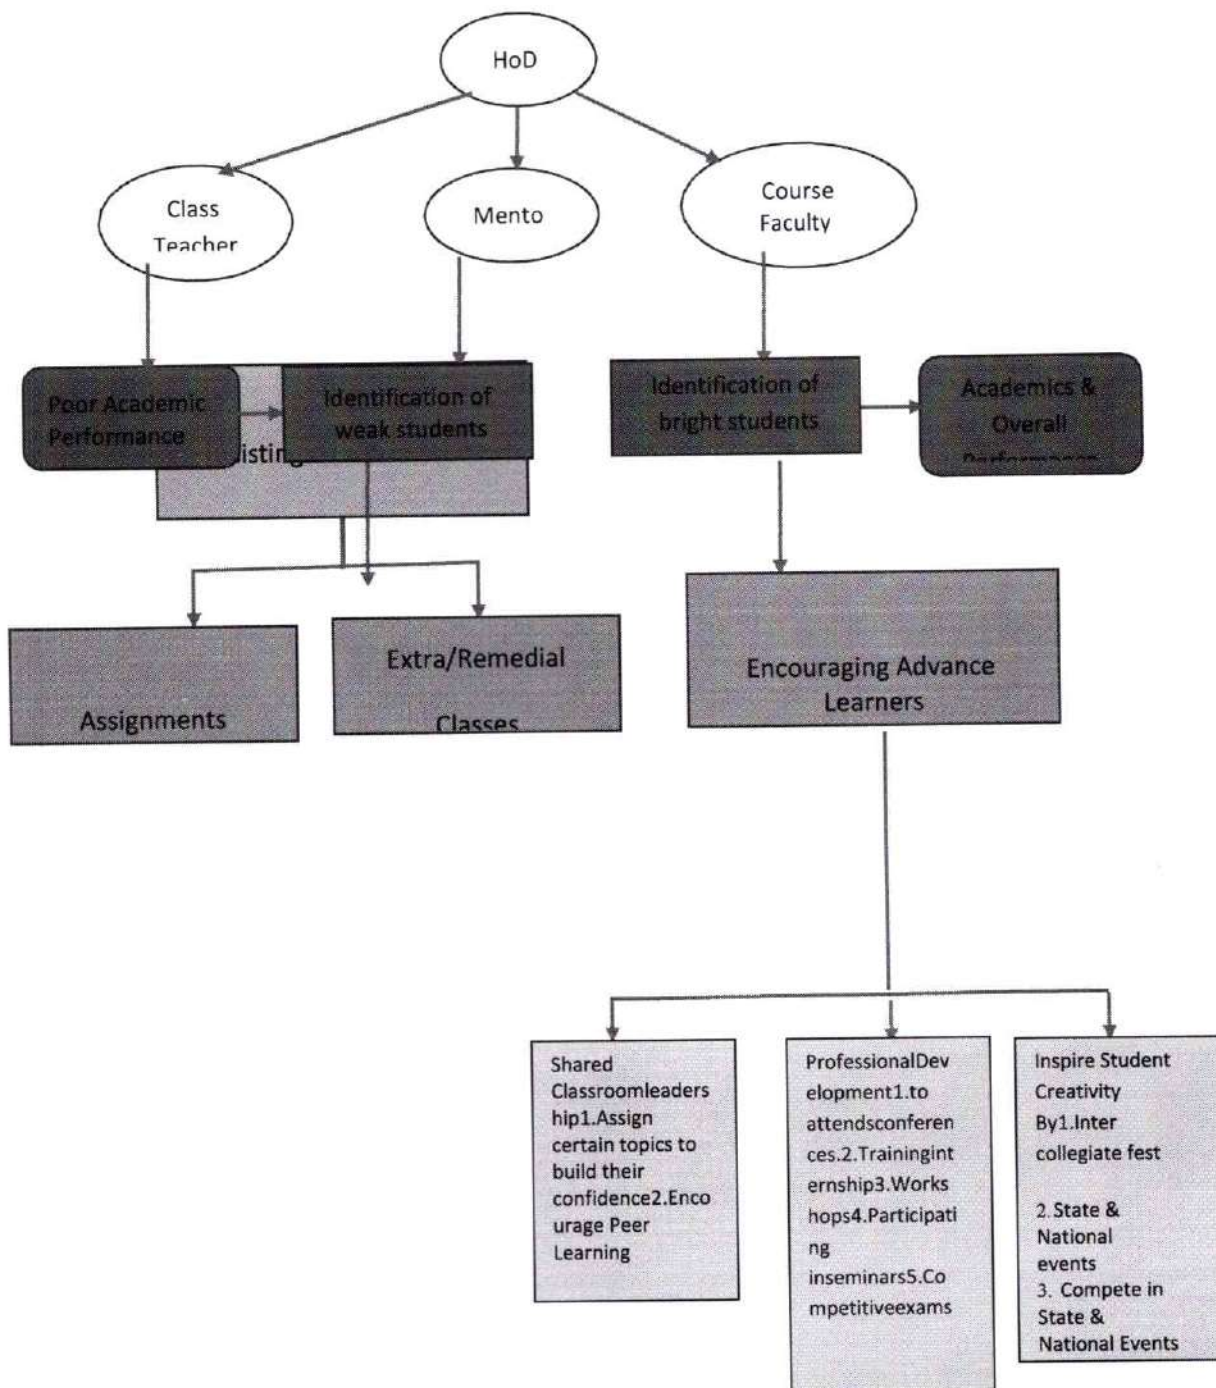 HoD
Class
Teacher
Mento
Course
Faculty
Poor Academic
Performance
Identification of
weak students
isting
Identification of
bright students
Academics &
Overall
Performance
Assignments
Extra/Remedial
Classes
Encouraging Advance
Learners
Shared
Classroomleaders
hip1.Assign
certain topics to
build their
confidence2.Enco
urage Peer
Learning
ProfessionalDev
elopment1.to
attendsconferen
ces.2.Trainingint
ernship3.Works
hops4.Participati
ng
inseminars5.Co
mpetitiveexams
Inspire Student
Creativity
By1.Inter
collegiate fest
2. State &
National
events
3. Compete in
State &
National Events